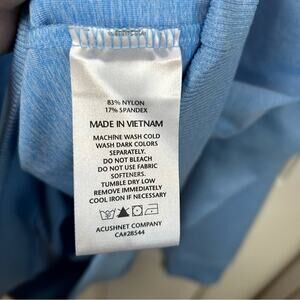 83% NYLON
17% SPANDEX
MADE IN VIETNAM
MACHINE WASH COLD
WASH DARK COLORS
SEPARATELY.
DO NOT BLEACH
DO NOT USE FABRIC
SOFTENERS.
TUMBLE DRY LOW
REMOVE IMMEDIATELY
COOL IRON IF NECESSARY
ACUSHNET COMPANY
CA#28544